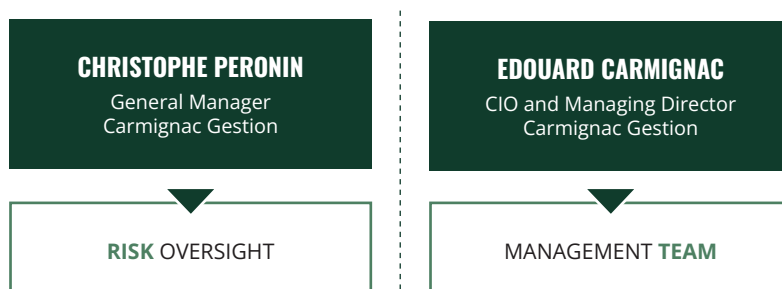 CHRISTOPHE PERONIN
General Manager
Carmignac Gestion
RISK OVERSIGHT
EDOUARD CARMIGNAC
CIO and Managing Director
Carmignac Gestion
MANAGEMENT TEAM